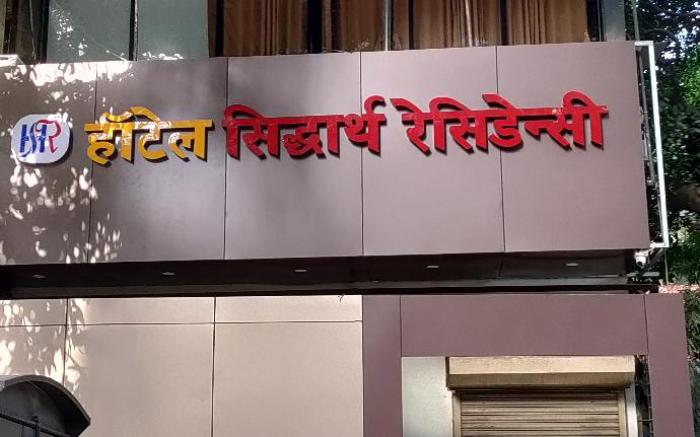 हॉटेल सिद्धार्थ रेसिडेन्सी